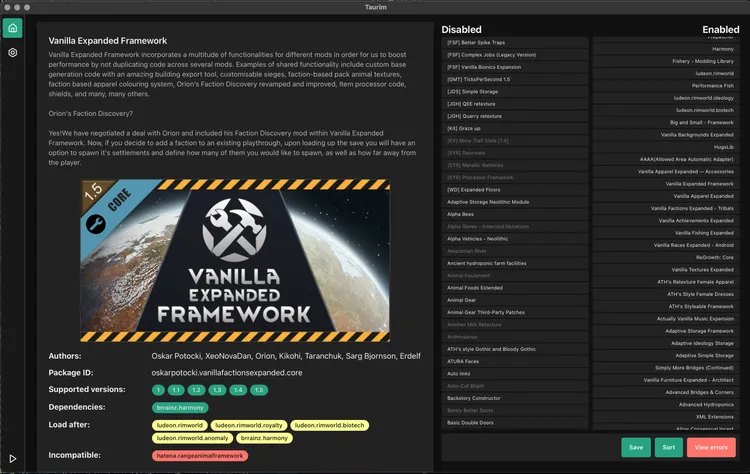 Taurim
Vanilla Expanded Framework
Vanilla Expanded Framework incorporates a multitude of functionalities for different mods in order for us to boost
performance by not duplicating code across several mods. Examples of shared functionality include custom base
generation code with an amazing building export tool, customisable sieges, faction-based pack animal textures,
faction based apparel colouring system, Orion's Faction Discovery revamped and improved, Item processor code,
shields, and many, many others.
Orion's Faction Discovery?
Yes!We have negotiated a deal with Orion and included his Faction Discovery mod within Vanilla Expanded
Framework. Now, if you decide to add a faction to an existing playthrough, upon loading up the save you will have an
option to spawn it's settlements and define how many of them you would like to spawn, as well as how far away from
the player.
1.5
CORE
VANILLA
EXPANDED
FRAMEWORK
Authors: Oskar Potocki, XeoNovaDan, Orion, Kikohi, Taranchuk, Sarg Bjornson, Erdelf
Package ID: oskarpotocki.vanillafactionsexpanded.core
Supported versions: 1 1.1 1.2 1.3 1.4 1.5
Dependencies: brrainz.harmony
Load after: ludeon.rimworld ludeon.rimworld.royalty ludeon.rimworld.biotech
ludeon.rimworld.anomaly brrainz.harmony
Incompatible: hatena.rangeanimalframework
Disabled
[FSF] Better Spike Traps
[FSF] Complex Jobs (Legacy Version)
[FSF] Vanilla Bionics Expansion
[GMT] TicksPerSecond 1.5
[JDS] Simple Storage
[JGH] QEE retexture
[JGH] Quarry retexture
[K4] Graze up
[SYR] Doormats
[SYR] Metallic Batteries
[SYR] Processor Framework
[WD] Expanded Floors
Adaptive Storage Neolithic Module
Alpha Bees
Alpha Genes - Insectoid Mutations
Alpha Vehicles - Neolithic
Amazonian River
Ancient hydroponic farm facilities
Animal Equipment
Animal Foods Extended
Animal Gear
Animal Gear Third-Party Patches
Another Milk Retexture
Anthrosonae
ATH's style Gothic and Bloody Gothic
ATURA Faces
Auto links
Auto-Cut Blight
Backstory Constructor
Barely Better Spots
Basic Double Doors
Enabled
Prepatcher
Harmony
Fishery - Modding Library
ludeon.rimworld
Performance Fish
ludeon.rimworld.ideology
ludeon.rimworld.biotech
Big and Small - Framework
Vanilla Backgrounds Expanded
HugsLib
AAAA(Allowed Area Automatic Adapter)
Vanilla Apparel Expanded — Accessories
Vanilla Expanded Framework
Vanilla Apparel Expanded
Vanilla Factions Expanded - Tribals
Vanilla Achievements Expanded
Vanilla Fishing Expanded
Vanilla Races Expanded - Android
ReGrowth: Core
Vanilla Textures Expanded
ATH's Retexture Female Apparel
ATH's Style Female Dresses
ATH's Styleable Framework
Actually Vanilla Music Expansion
Adaptive Storage Framework
Adaptive Ideology Storage
Adaptive Simple Storage
Simply More Bridges (Continued)
Vanilla Furniture Expanded - Architect
Advanced Bridges & Corners
Advanced Hydroponics
XML Extensions
Allow Consensual Incest
Save
Sort
View errors